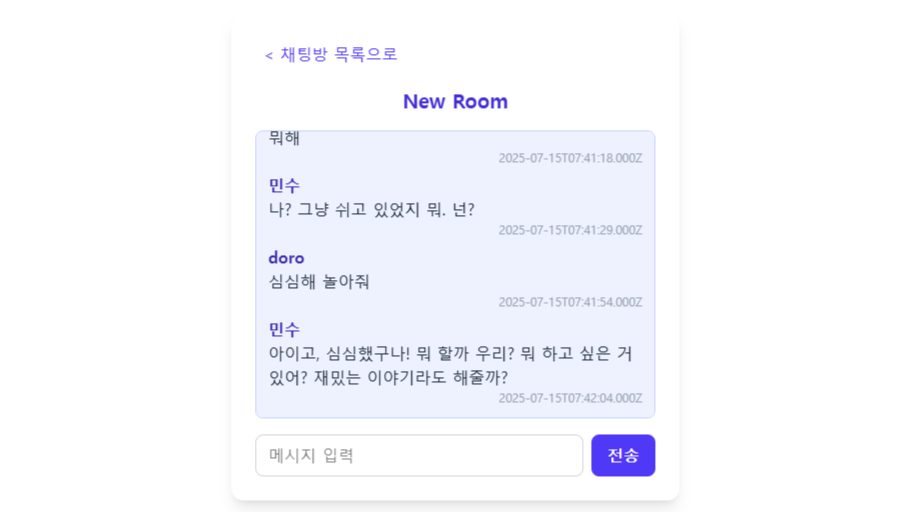 < 채팅방 목록으로
New Room
뭐해
2025-07-15T07:41:18.000Z
민수
나? 그냥 쉬고 있었지 뭐. 넌?
2025-07-15T07:41:29.000Z
doro
심심해 놀아줘
2025-07-15T07:41:54.000Z
민수
아이고, 심심했구나! 뭐 할까 우리? 뭐 하고 싶은 거
있어? 재밌는 이야기라도 해줄까?
2025-07-15T07:42:04.000Z
메시지 입력
전송